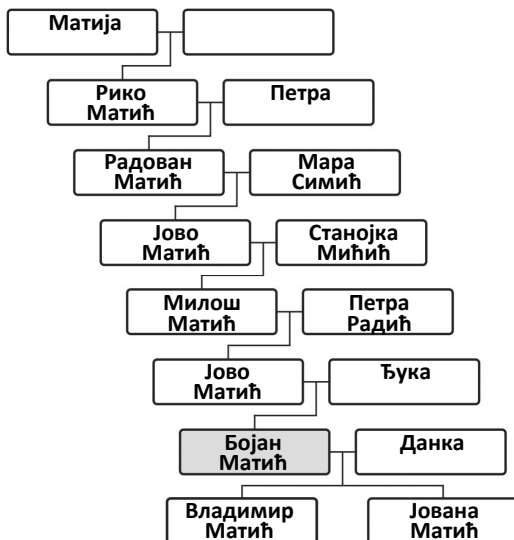 Матија
Рико
Матић
Петра
Радован
Матић
Мара
Симић
Јово
Матић
Станојка
Мићић
Милош
Матић
Петра
Радић
Јово
Матић
Ђука
Бојан
Матић
Данка
Владимир
Матић
Јована
Матић